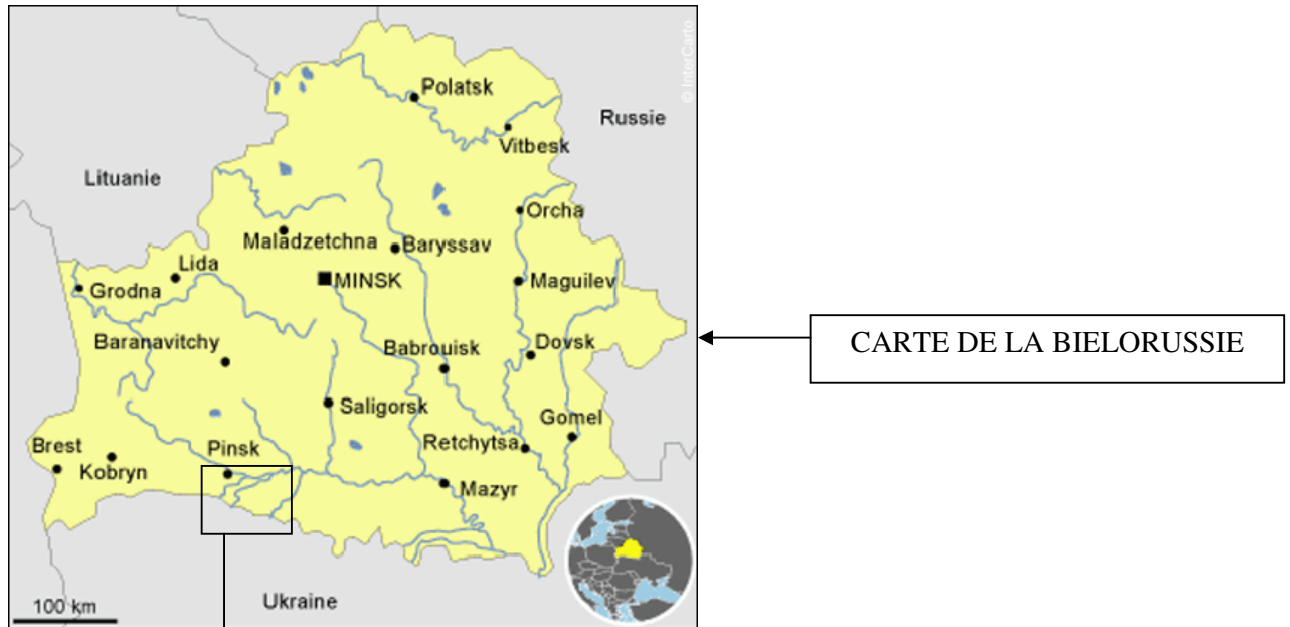 © InterCarto
Polatsk
Russie
Vitbesk
Lituanie
Orcha
Maladzetchna
Baryssav
Lida
MINSK
Maguilev
Grodna
Baranavitchy
Babrouisk
Dovsk
CARTE DE LA BIELORUSSIE
Saligorsk
Gomel
Brest
Pinsk
Retchytsa
Kobryn
Mazyr
100 km
Ukraine